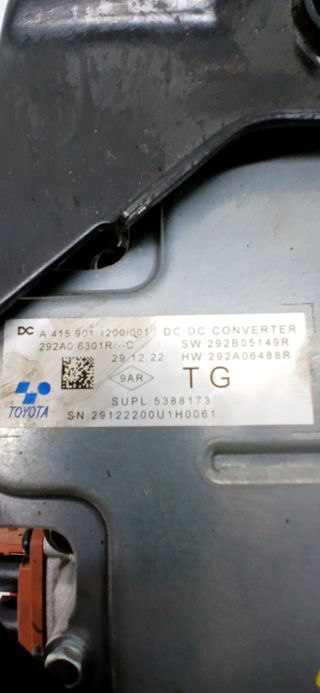 DC A 415 901 1200/001 DC-DC CONVERTER
292A0 6301R/--C SW 292B05149R
29.12.22 HW 292A06488R
9AR TG
TOYOTA
SUPL 5388173
SN:29122200U1H0061